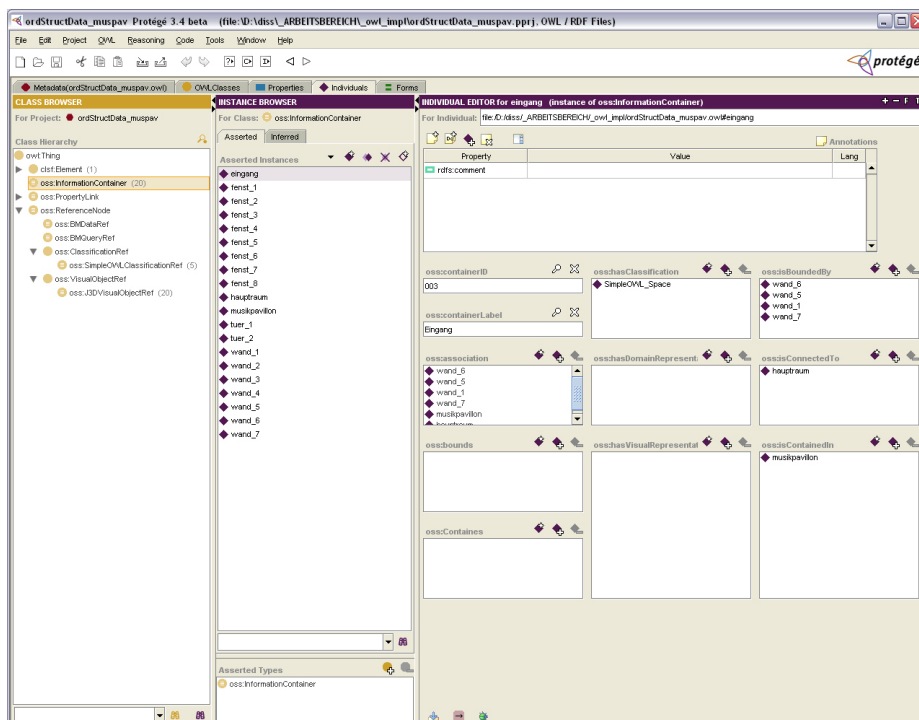 ordStructData_muspav Protégé 3.4 beta (file:\D:\diss\_ARBEITSBEREICH\_owl_impl\ordStructData_muspav.pprj, OWL / RDF Files)
File Edit Project OWL Reasoning Code Tools Window Help
protégé
Metadata(ordStructData_muspav.owl) OWLClasses Properties Individuals Forms
CLASS BROWSER
For Project: ordStructData_muspav
Class Hierarchy
owl:Thing
clsf:Element (1)
oss:InformationContainer (20)
oss:PropertyLink
oss:ReferenceNode
oss:BMDataRef
oss:BMQueryRef
oss:ClassificationRef
oss:SimpleOWLClassificationRef (5)
oss:VisualObjectRef
oss:J3DVisualObjectRef (20)
INSTANCE BROWSER
For Class: oss:InformationContainer
Asserted Inferred
Asserted Instances
eingang
fenst_1
fenst_2
fenst_3
fenst_4
fenst_5
fenst_6
fenst_7
fenst_8
hauptraum
musikpavillon
tuer_1
tuer_2
wand_1
wand_2
wand_3
wand_4
wand_5
wand_6
wand_7
Asserted Types
oss:InformationContainer
INDIVIDUAL EDITOR for eingang (instance of oss:InformationContainer)
For Individual: file:/D:/diss/_ARBEITSBEREICH/_owl_impl/ordStructData_muspav.owl#eingang
Annotations
Property Value Lang
rdfs:comment
oss:containerID
003
oss:containerLabel
Eingang
oss:hasClassification
SimpleOWL_Space
oss:isBoundedBy
wand_6
wand_5
wand_1
wand_7
oss:association
wand_6
wand_5
wand_1
wand_7
musikpavillon
hauptraum
oss:hasDomainRepresent
oss:isConnectedTo
hauptraum
oss:bounds
oss:hasVisualRepresentat
oss:isContainedIn
musikpavillon
oss:Containes